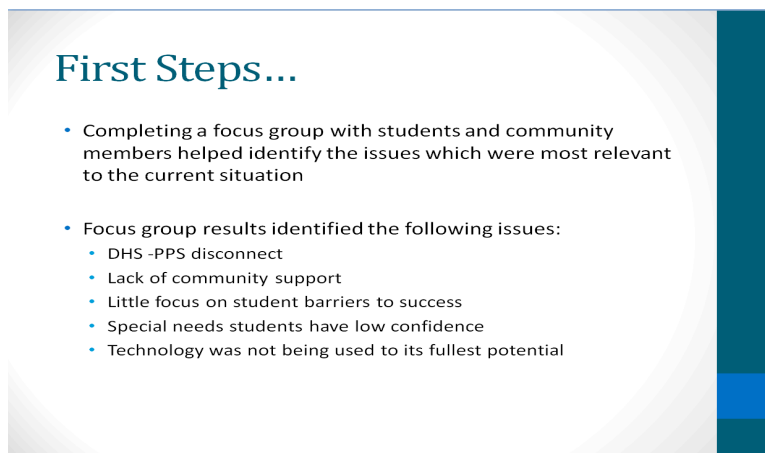 First Steps...
• Completing a focus group with students and community
members helped identify the issues which were most relevant
to the current situation
• Focus group results identified the following issues:
• DHS -PPS disconnect
• Lack of community support
• Little focus on student barriers to success
• Special needs students have low confidence
• Technology was not being used to its fullest potential